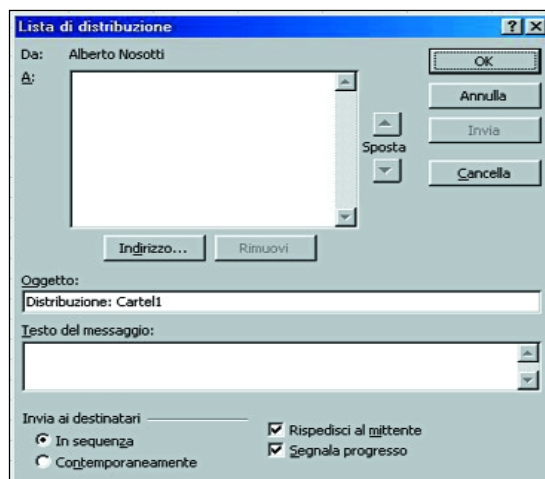 Lista di distribuzione
Da: Alberto Nosotti
A:
OK
Annulla
Invia
Cancella
Sposta
Indirizzo... Rimuovi
Oggetto:
Distribuzione: Cartel1
Testo del messaggio:
Invia ai destinatari
In sequenza
Contemporaneamente
Rispedisci al mittente
Segnala progresso